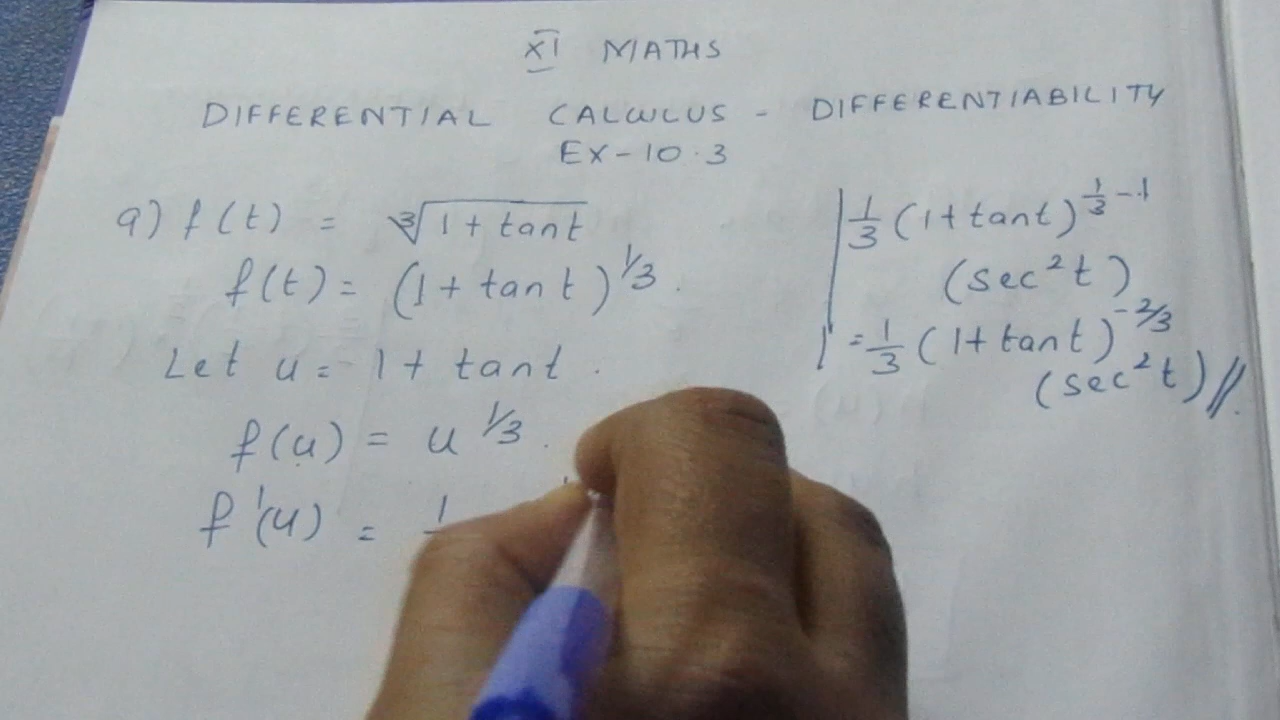 XI MATHS
DIFFERENTIAL CALCULUS - DIFFERENTIABILITY
EX-10.3
9) f(t) = ∛(1 + tant)
f(t) = (1 + tan t)^1/3.
Let u = 1 + tant.
f(u) = u^1/3.
f'(u) = 1
1/3 (1+tant)^(1/3 - 1)
(sec²t)
= 1/3 (1+ tant)^-2/3
(sec²t)//.